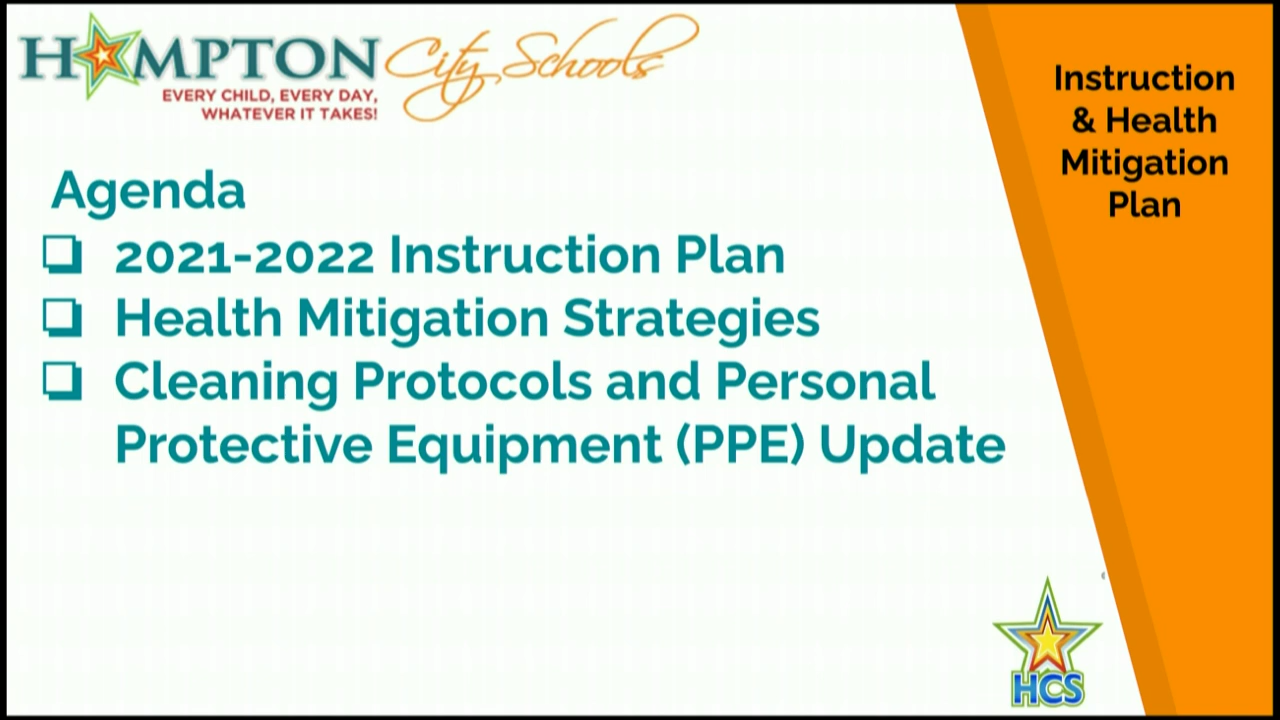 HAMPTON City Schools
EVERY CHILD, EVERY DAY,
WHATEVER IT TAKES!
Instruction
& Health
Mitigation
Plan
Agenda
❏ 2021-2022 Instruction Plan
❏ Health Mitigation Strategies
❏ Cleaning Protocols and Personal
Protective Equipment (PPE) Update
HCS